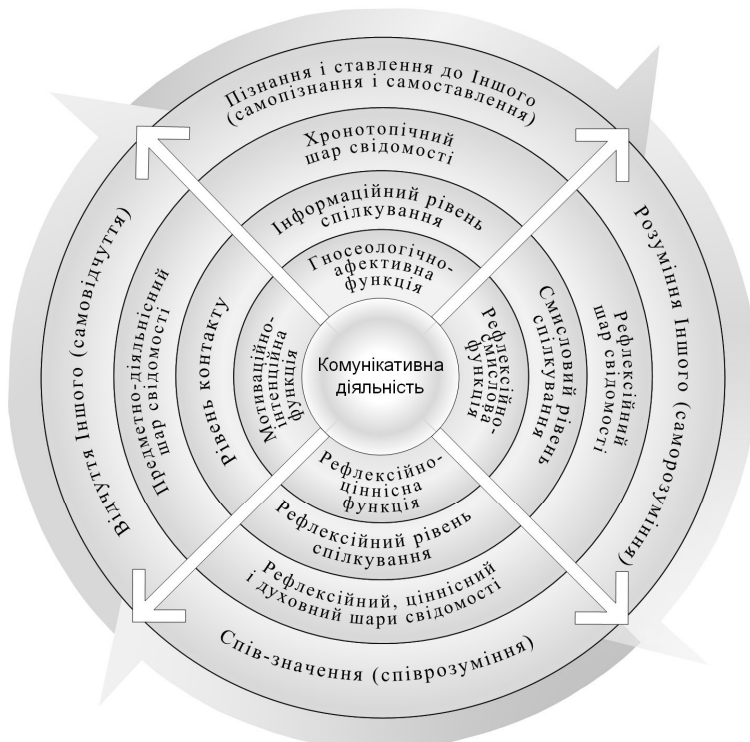 Пізнання і ставлення до Іншого
(самопізнання і самоставлення)
Хронотопічний
шар свідомості
Інформаційний рівень
спілкування
Гносеологічно-
афективна
функція
Відчуття Іншого (самовідчуття)
Предметно-діяльнісний
шар свідомості
Рівень контакту
Мотиваційно-
інтенційна
функція
Комунікативна
діяльність
Рефлексійно-
смислова
функція
Смисловий рівень
спілкування
Рефлексійний
шар свідомості
Розуміння Іншого (саморозуміння)
Рефлексійно-
ціннісна
функція
Рефлексійний рівень
спілкування
Рефлексійний, ціннісний
і духовний шари свідомості
Спів-значення (співрозуміння)